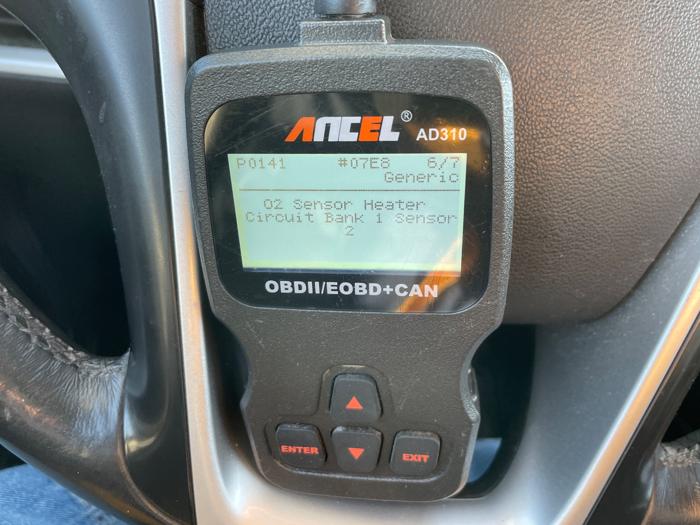 ANCEL®
AD310
P0141 #07E8 6/7
Generic
O2 Sensor Heater
Circuit Bank 1 Sensor
2
OBDII/EOBD+CAN
ENTER
EXIT